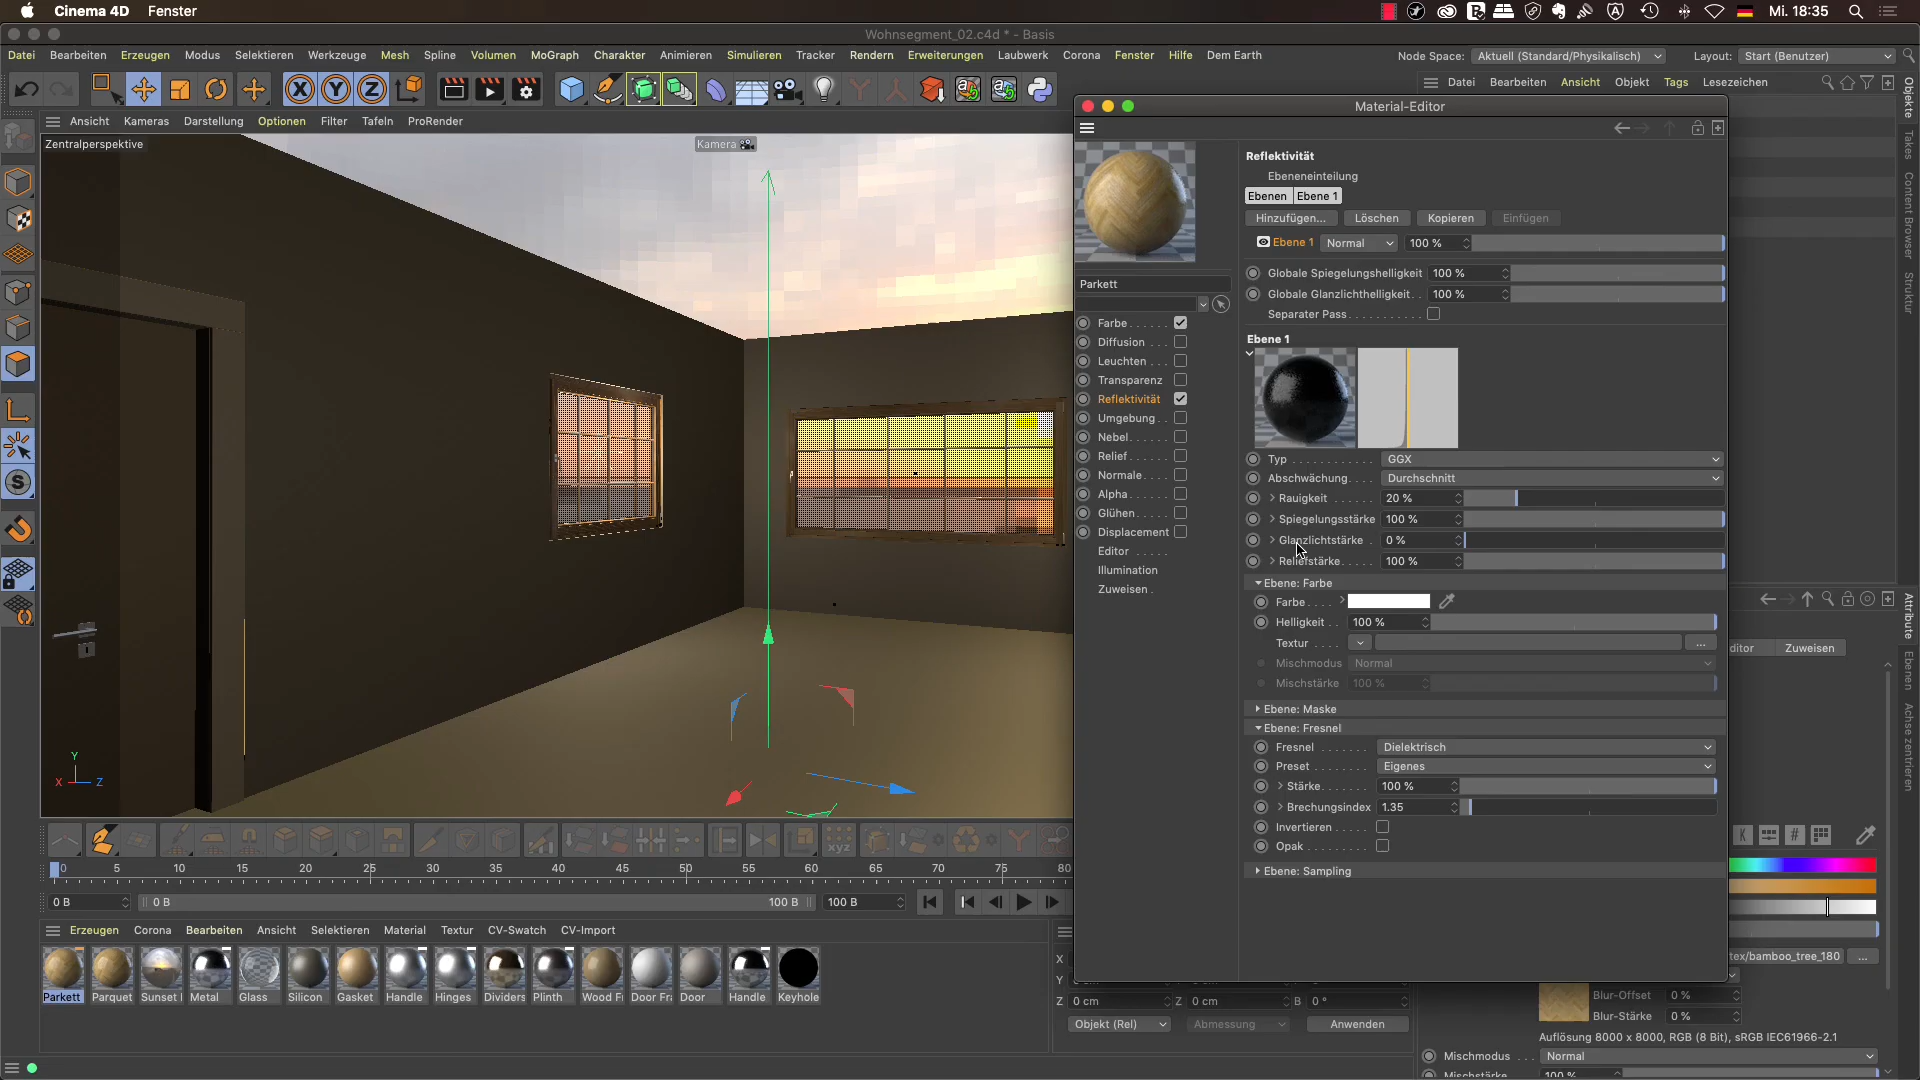 Cinema 4D Fenster
Mi. 18:35
Wohnsegment_02.c4d * - Basis
Datei Bearbeiten Erzeugen Modus Selektieren Werkzeuge Mesh Spline Volumen MoGraph Charakter Animieren Simulieren Tracker Rendern Erweiterungen Laubwerk Corona Fenster Hilfe Dem Earth
Node Space: Aktuell (Standard/Physikalisch) Layout: Start (Benutzer)
Datei Bearbeiten Ansicht Objekt Tags Lesezeichen
Ansicht Kameras Darstellung Optionen Filter Tafeln ProRender
Zentralperspektive
Kamera
Material-Editor
Parkett
Farbe
Diffusion
Leuchten
Transparenz
Reflektivität
Umgebung
Nebel
Relief
Normale
Alpha
Glühen
Displacement
Editor
Illumination
Zuweisen
Reflektivität
Ebeneneinteilung
Ebenen Ebene 1
Hinzufügen... Löschen Kopieren Einfügen
Ebene 1 Normal 100 %
Globale Spiegelungshelligkeit 100 %
Globale Glanzlichthelligkeit 100 %
Separater Pass
Ebene 1
Typ GGX
Abschwächung Durchschnitt
Rauigkeit 20 %
Spiegelungsstärke 100 %
Glanzlichtstärke 0 %
Reliefstärke 100 %
Ebene: Farbe
Farbe
Helligkeit 100 %
Textur ...
Mischmodus Normal
Mischstärke 100 %
Ebene: Maske
Ebene: Fresnel
Fresnel Dielektrisch
Preset Eigenes
Stärke 100 %
Brechungsindex 1.35
Invertieren
Opak
Ebene: Sampling
Objekte
Takes
Content Browser
Struktur
Attribute
Ebenen
Achse zentrieren
ditor Zuweisen
K #
tex/bamboo_tree_180 ...
Blur-Offset 0 %
Blur-Stärke 0 %
Auflösung 8000 x 8000, RGB (8 Bit), sRGB IEC61966-2.1
Mischmodus Normal
Mischstärke 100 %
Y
X Z
0 5 10 15 20 25 30 35 40 45 50 55 60 65 70 75 80
0 B 0 B 100 B 100 B
Erzeugen Corona Bearbeiten Ansicht Selektieren Material Textur CV-Swatch CV-Import
Parkett Parquet Sunset Metal Glass Silicon Gasket Handle Hinges Dividers Plinth Wood Fr Door Fra Door Handle Keyhole
X
Y
Z 0 cm Z 0 cm B 0 °
Objekt (Rel) Abmessung Anwenden